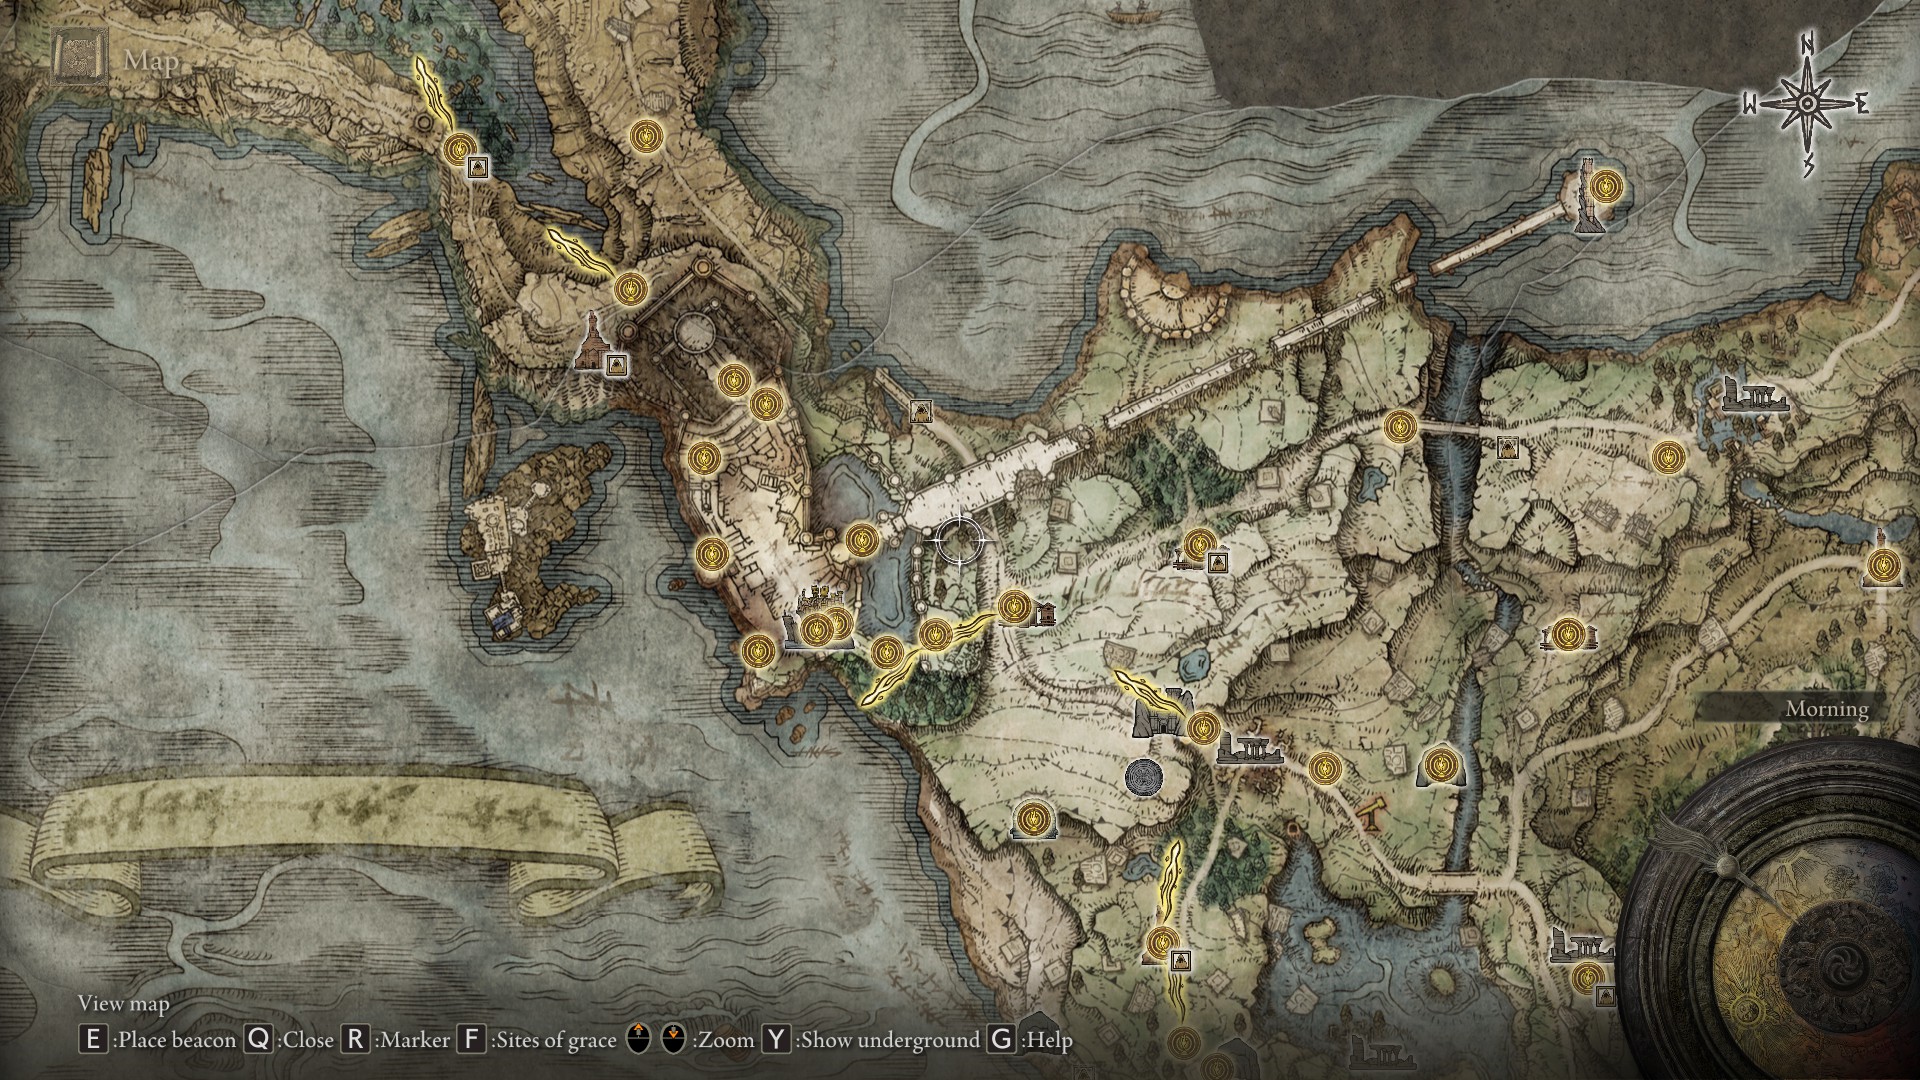 Map
N
W
E
S
Morning
View map
E :Place beacon Q :Close R :Marker F :Sites of grace :Zoom Y :Show underground G :Help